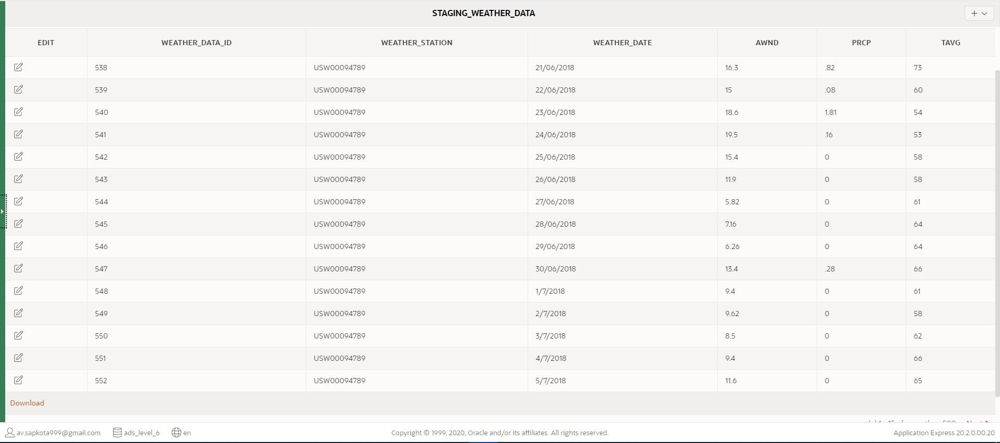 STAGING_WEATHER_DATA
EDIT WEATHER_DATA_ID WEATHER_STATION WEATHER_DATE AWND PRCP TAVG
538 USW00094789 21/06/2018 16.3 .82 73
539 USW00094789 22/06/2018 15 .08 60
540 USW00094789 23/06/2018 18.6 1.81 54
541 USW00094789 24/06/2018 19.5 .16 53
542 USW00094789 25/06/2018 15.4 0 58
543 USW00094789 26/06/2018 11.9 0 58
544 USW00094789 27/06/2018 5.82 0 61
545 USW00094789 28/06/2018 7.16 0 64
546 USW00094789 29/06/2018 6.26 0 64
547 USW00094789 30/06/2018 13.4 .28 66
548 USW00094789 1/7/2018 9.4 0 61
549 USW00094789 2/7/2018 9.62 0 58
550 USW00094789 3/7/2018 8.5 0 62
551 USW00094789 4/7/2018 9.4 0 66
552 USW00094789 5/7/2018 11.6 0 65
Download
av.sapkota999@gmail.com ads_level_6 en Copyright © 1999, 2020, Oracle and/or its affiliates. All rights reserved. Application Express 20.2.0.00.20